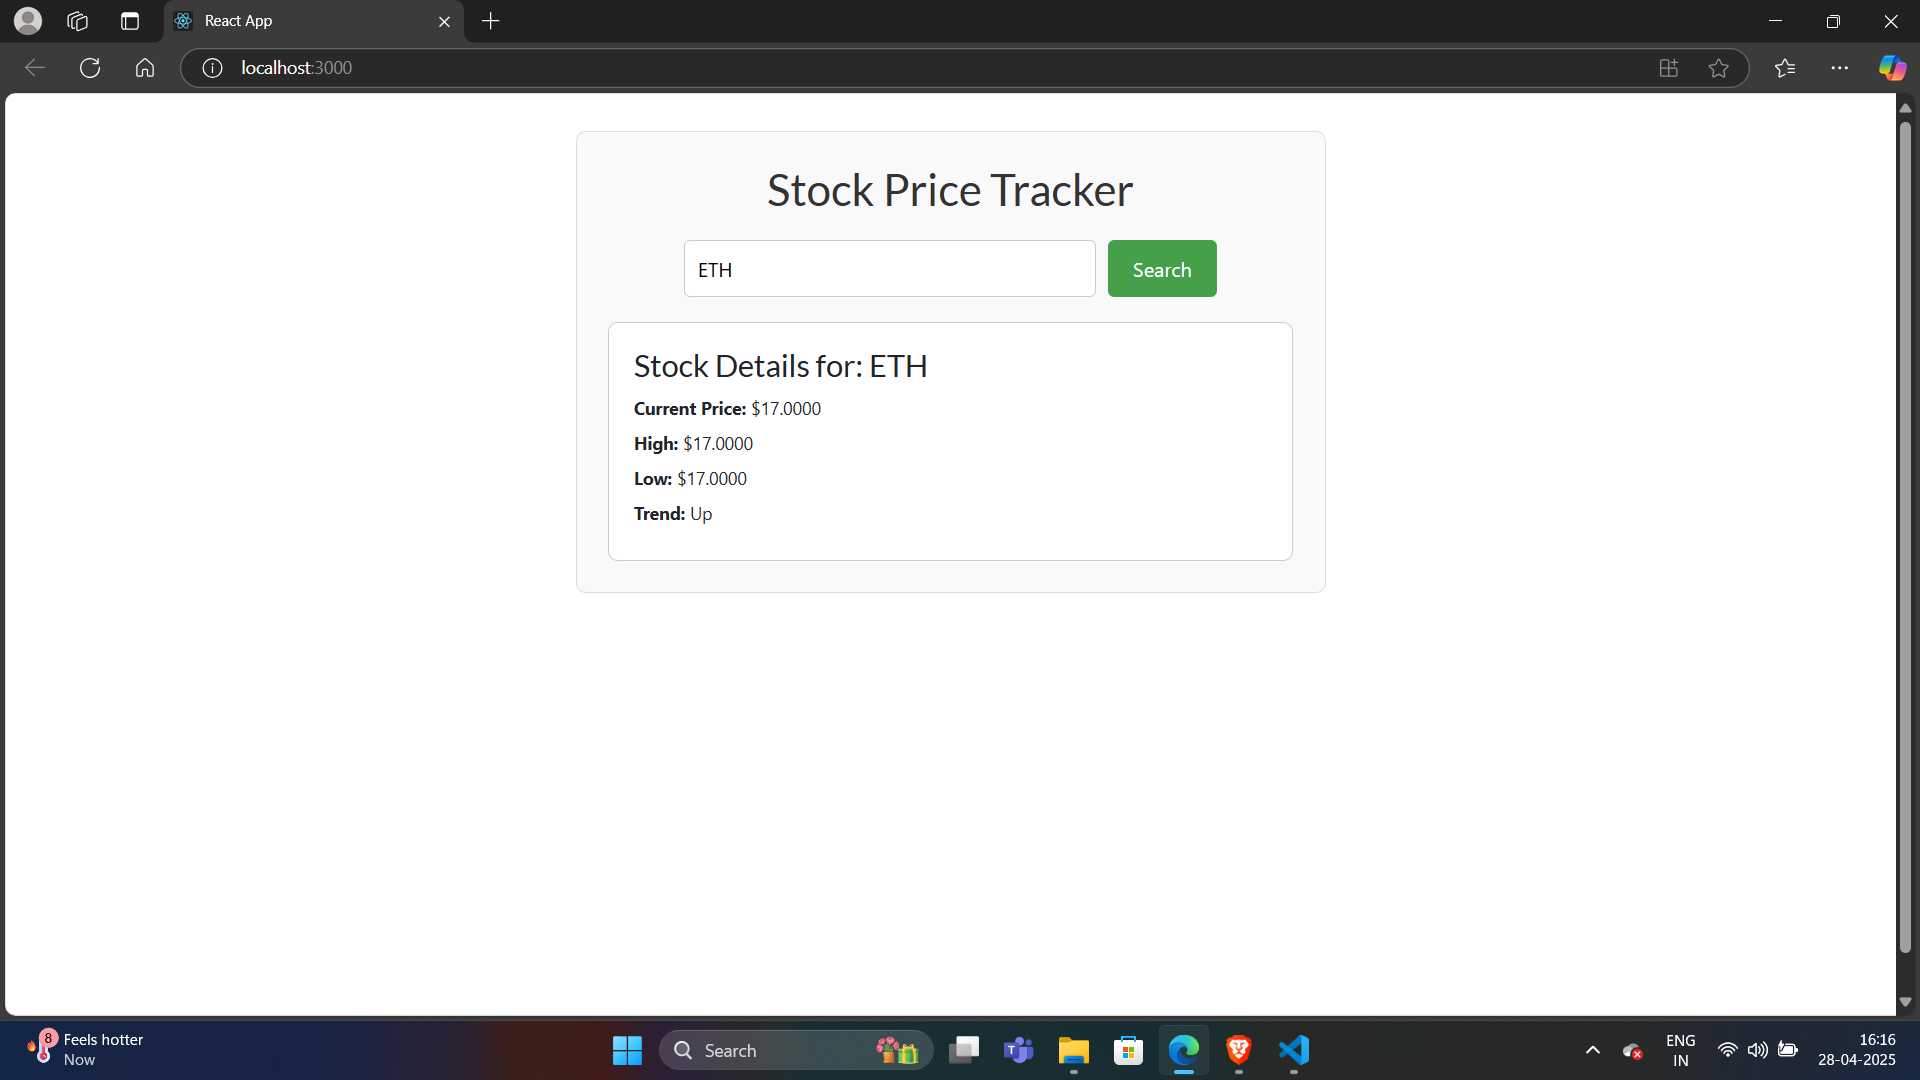 React App
localhost:3000
Stock Price Tracker
ETH
Search
Stock Details for: ETH
Current Price: $17.0000
High: $17.0000
Low: $17.0000
Trend: Up
8
Feels hotter
Now
Search
ENG
IN
16:16
28-04-2025